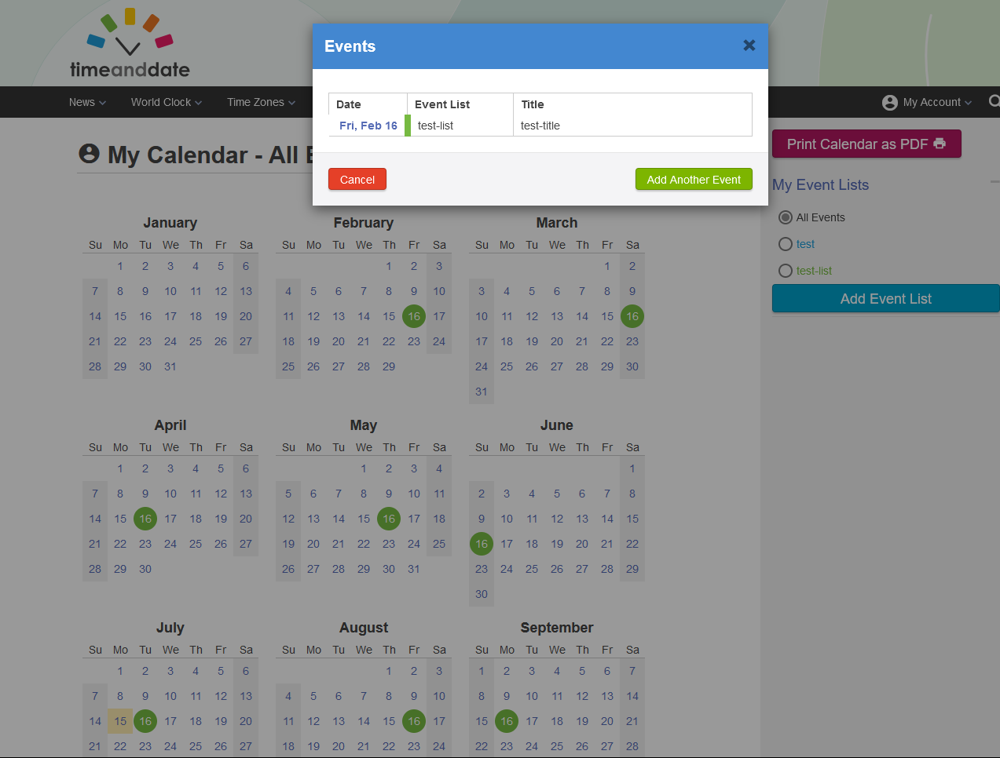 timeanddate
News
World Clock
Time Zones
My Account
Events
Date Event List Title
Fri, Feb 16 test-list test-title
Cancel
Add Another Event
My Calendar - All
Print Calendar as PDF
My Event Lists
All Events
test
test-list
Add Event List
January
Su Mo Tu We Th Fr Sa
1 2 3 4 5 6
7 8 9 10 11 12 13
14 15 16 17 18 19 20
21 22 23 24 25 26 27
28 29 30 31
February
Su Mo Tu We Th Fr Sa
1 2 3
4 5 6 7 8 9 10
11 12 13 14 15 16 17
18 19 20 21 22 23 24
25 26 27 28 29
March
Su Mo Tu We Th Fr Sa
1 2
3 4 5 6 7 8 9
10 11 12 13 14 15 16
17 18 19 20 21 22 23
24 25 26 27 28 29 30
31
April
Su Mo Tu We Th Fr Sa
1 2 3 4 5 6
7 8 9 10 11 12 13
14 15 16 17 18 19 20
21 22 23 24 25 26 27
28 29 30
May
Su Mo Tu We Th Fr Sa
1 2 3 4
5 6 7 8 9 10 11
12 13 14 15 16 17 18
19 20 21 22 23 24 25
26 27 28 29 30 31
June
Su Mo Tu We Th Fr Sa
1
2 3 4 5 6 7 8
9 10 11 12 13 14 15
16 17 18 19 20 21 22
23 24 25 26 27 28 29
30
July
Su Mo Tu We Th Fr Sa
1 2 3 4 5 6
7 8 9 10 11 12 13
14 15 16 17 18 19 20
21 22 23 24 25 26 27
August
Su Mo Tu We Th Fr Sa
1 2 3
4 5 6 7 8 9 10
11 12 13 14 15 16 17
18 19 20 21 22 23 24
September
Su Mo Tu We Th Fr Sa
1 2 3 4 5 6 7
8 9 10 11 12 13 14
15 16 17 18 19 20 21
22 23 24 25 26 27 28